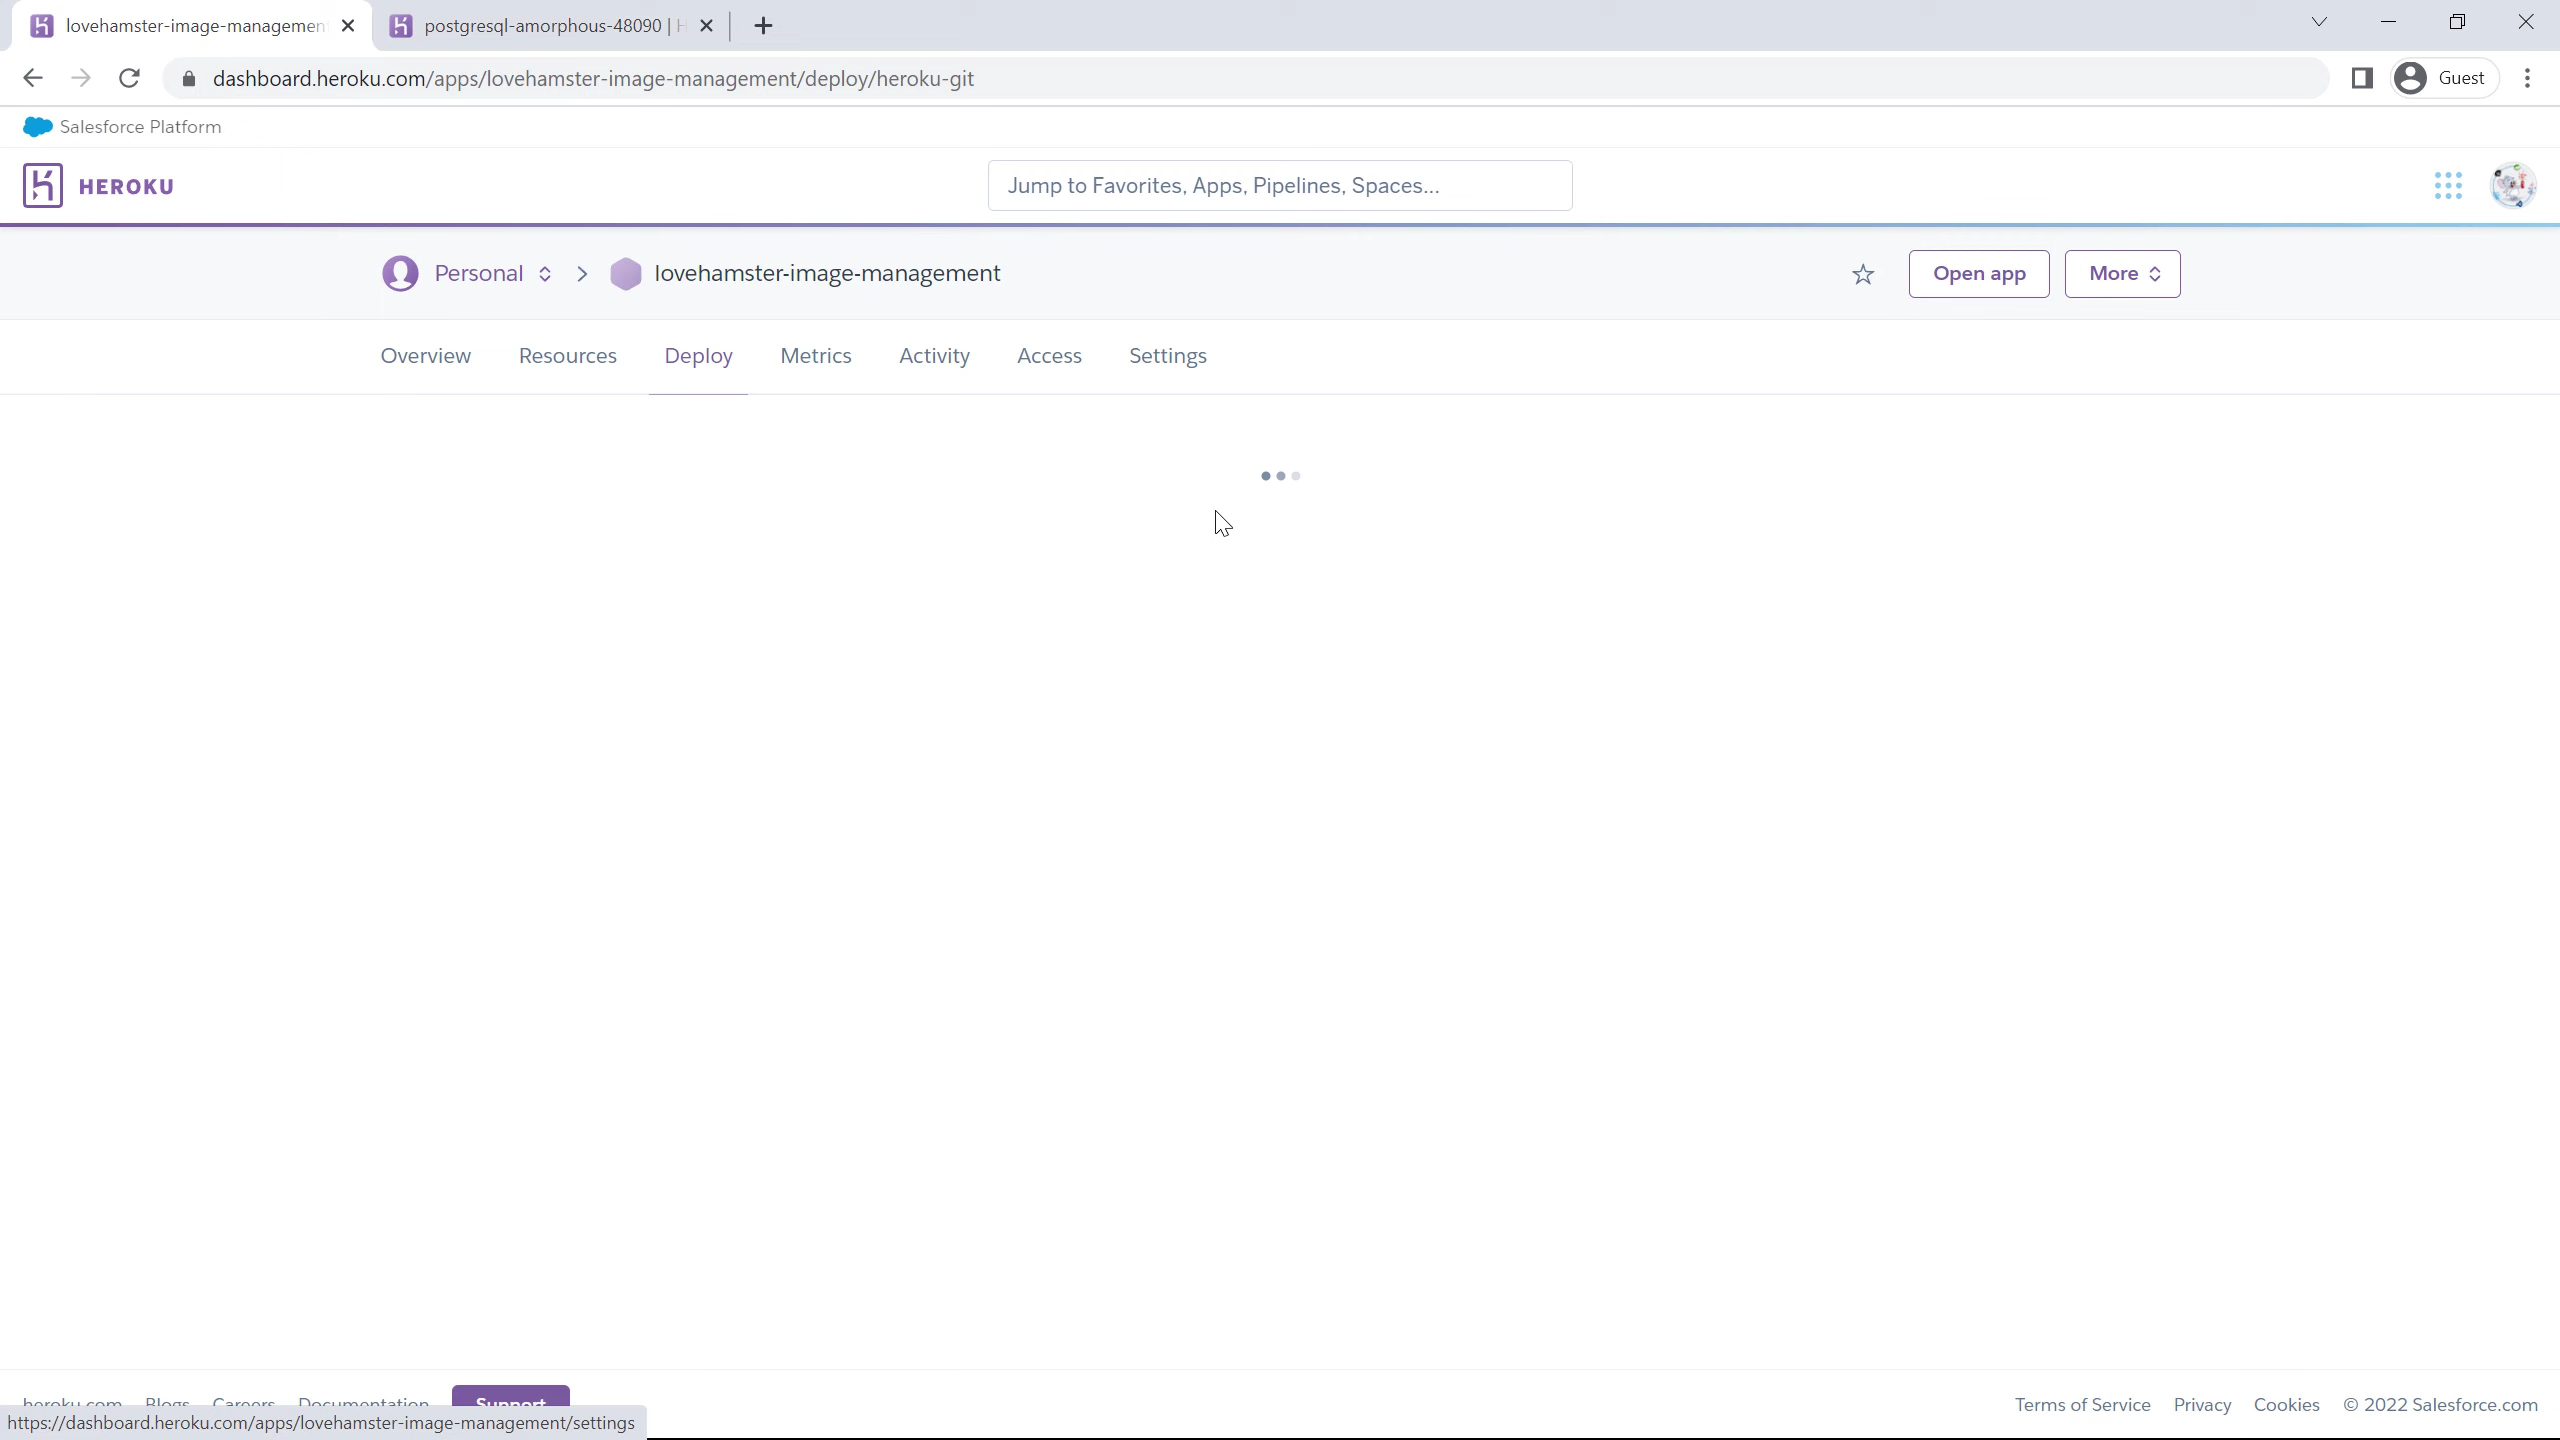 lovehamster-image-managemen
postgresql-amorphous-48090 | H
dashboard.heroku.com/apps/lovehamster-image-management/deploy/heroku-git
Guest
Salesforce Platform
HEROKU
Jump to Favorites, Apps, Pipelines, Spaces...
Personal
lovehamster-image-management
Open app
More
Overview
Resources
Deploy
Metrics
Activity
Access
Settings
heroku.com
Blogs
Careers
Documentation
Support
Terms of Service
Privacy
Cookies
© 2022 Salesforce.com
https://dashboard.heroku.com/apps/lovehamster-image-management/settings